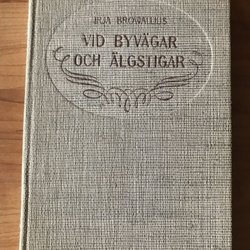 IRJA BROWALLIUS
VID BYVÄGAR
OCH ÄLGSTIGAR